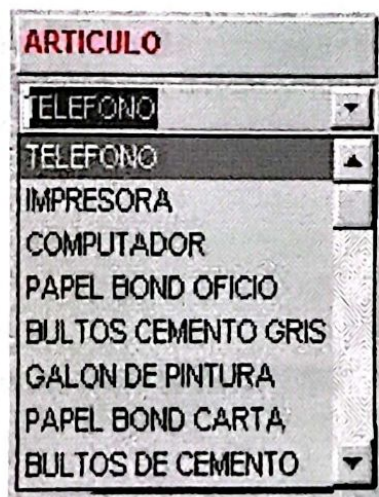 ARTICULO
TELEFONO
TELEFONO
IMPRESORA
COMPUTADOR
PAPEL BOND OFICIO
BULTOS CEMENTO GRIS
GALON DE PINTURA
PAPEL BOND CARTA
BULTOS DE CEMENTO